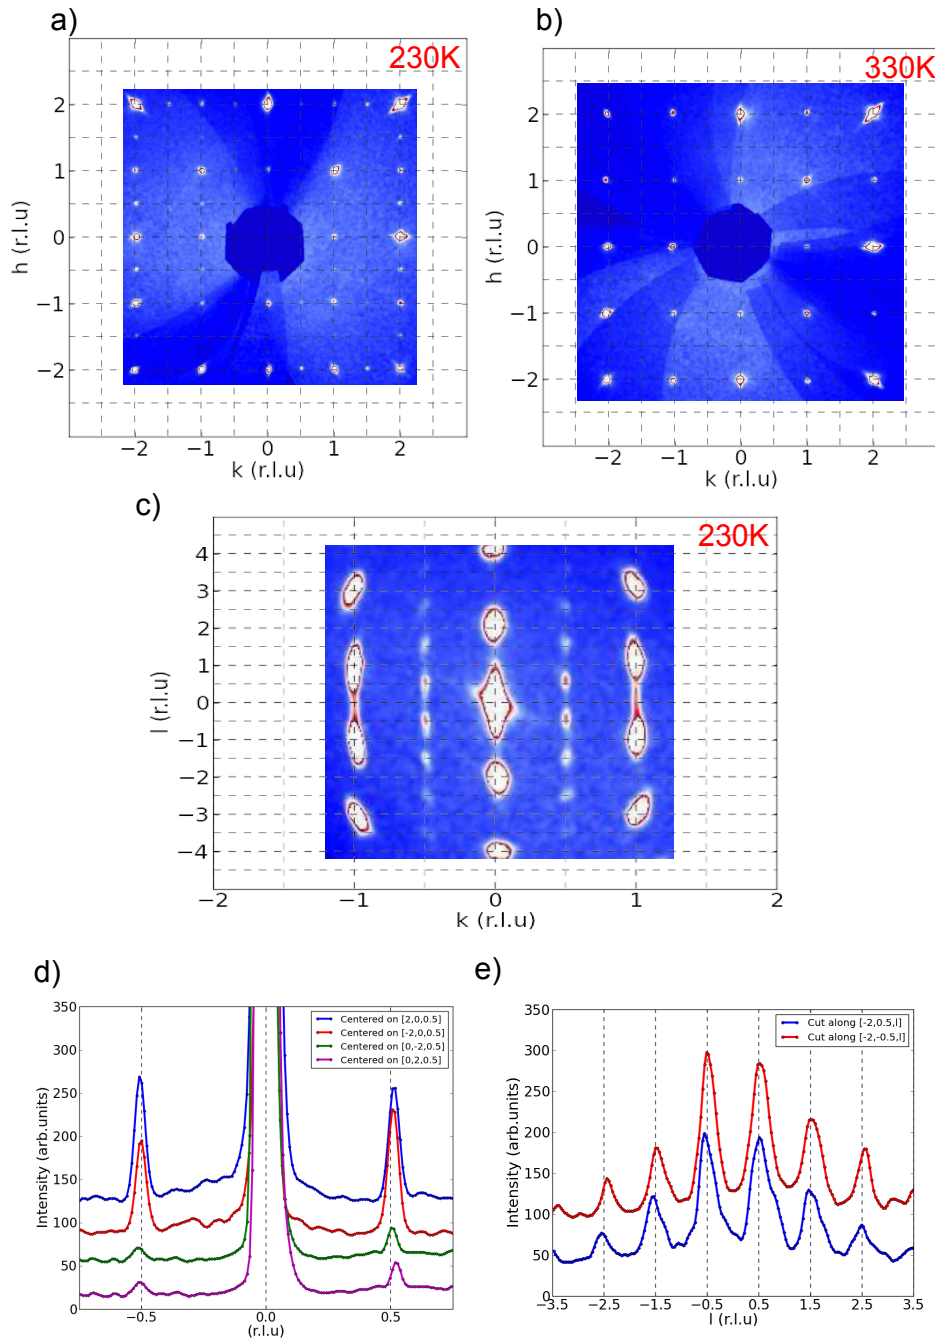 a)
230K
2
1
0
−1
−2
h (r.l.u)
−2 −1 0 1 2
k (r.l.u)
b)
330K
2
1
0
−1
−2
h (r.l.u)
−2 −1 0 1 2
k (r.l.u)
c)
230K
4
3
2
1
0
−1
−2
−3
−4
l (r.l.u)
−2 −1 0 1 2
k (r.l.u)
d)
350
300
250
200
150
100
50
0
Intensity (arb.units)
Centered on [2,0,0.5]
Centered on [-2,0,0.5]
Centered on [0,-2,0.5]
Centered on [0,2,0.5]
−0.5 0.0 0.5
(r.l.u)
e)
350
300
250
200
150
100
50
0
Intensity (arb.units)
Cut along [-2,0.5,l]
Cut along [-2,-0.5,l]
−3.5 −2.5 −1.5 −0.5 0.5 1.5 2.5 3.5
l (r.l.u)